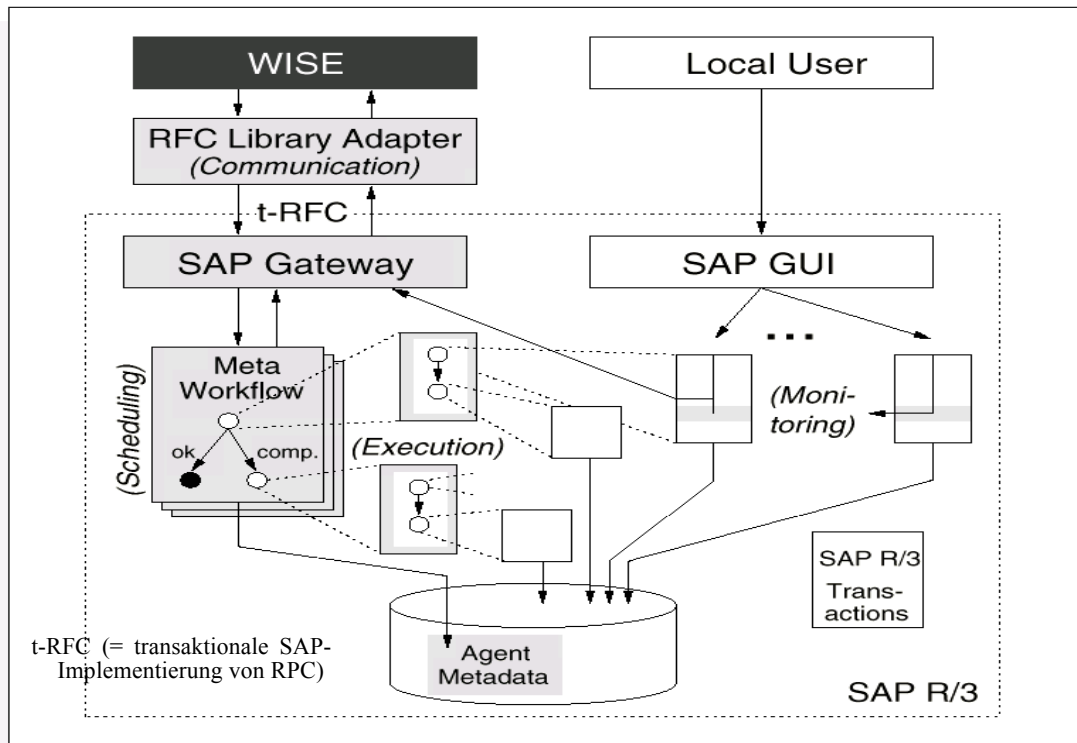 WISE
Local User
RFC Library Adapter
(Communication)
t-RFC
SAP Gateway
SAP GUI
...
Meta
Workflow
(Scheduling)
ok
comp.
(Execution)
(Moni-
toring)
SAP R/3
Trans-
actions
t-RFC (= transaktionale SAP-
Implementierung von RPC)
Agent
Metadata
SAP R/3